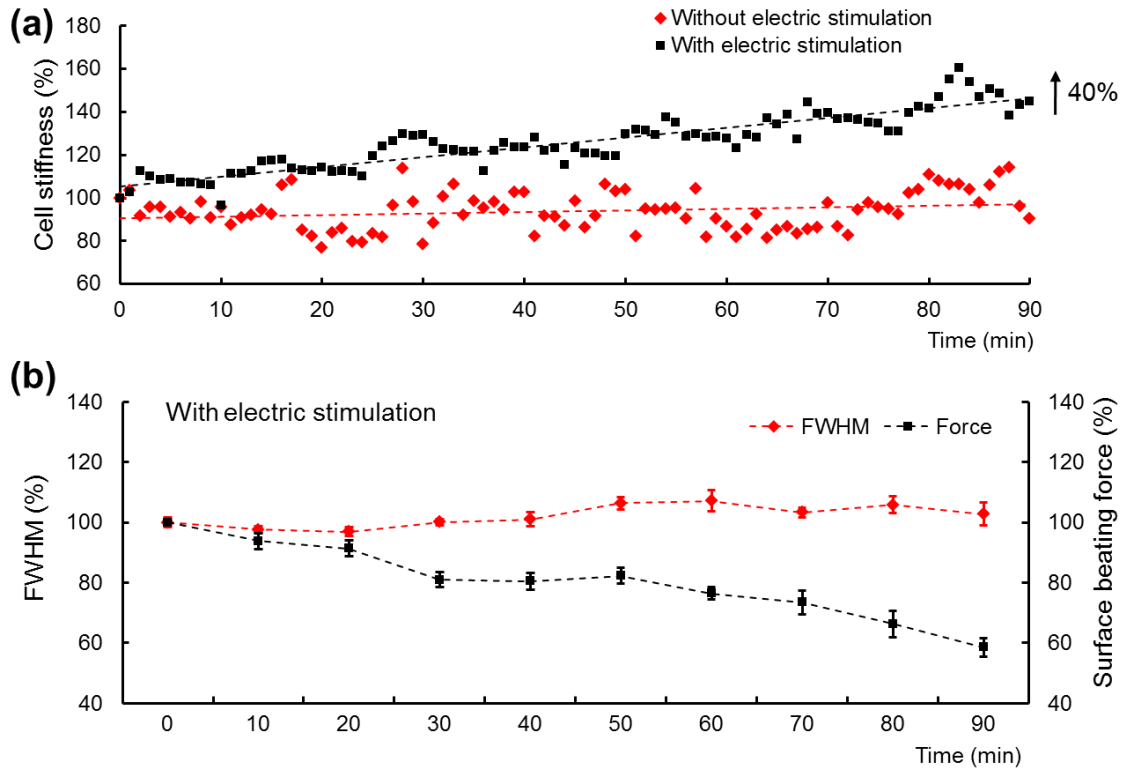 (a)
Without electric stimulation
With electric stimulation
Cell stiffness (%)
180
160
140
120
100
80
60
40%
0 10 20 30 40 50 60 70 80 90
Time (min)
(b)
With electric stimulation
FWHM Force
FWHM (%)
140
120
100
80
60
40
Surface beating force (%)
140
120
100
80
60
40
0 10 20 30 40 50 60 70 80 90
Time (min)